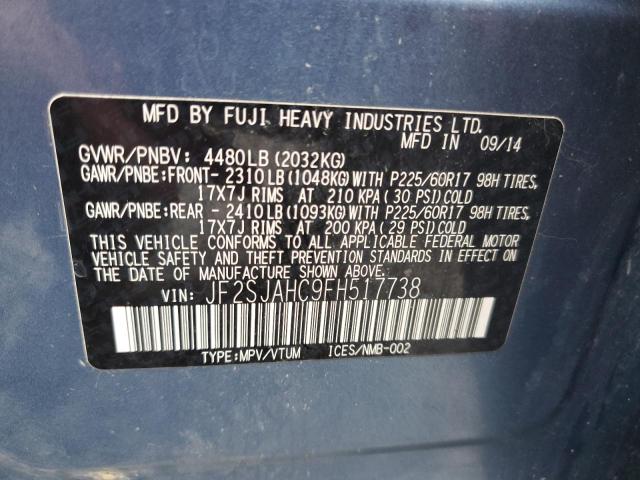 MFD BY FUJI HEAVY INDUSTRIES LTD.
MFD IN 09/14
GVWR/PNBV: 4480LB(2032KG)
GAWR/PNBE:FRONT- 2310LB(1048KG)WITH P225/60R17 98H TIRES,
17X7J RIMS AT 210 KPA(30 PSI)COLD
GAWR/PNBE:REAR - 2410LB(1093KG)WITH P225/60R17 98H TIRES,
17X7J RIMS AT 200 KPA(29 PSI)COLD
THIS VEHICLE CONFORMS TO ALL APPLICABLE FEDERAL MOTOR
VEHICLE SAFETY AND THEFT PREVENTION STANDARDS IN EFFECT ON
THE DATE OF MANUFACTURE SHOWN ABOVE.
VIN: JF2SJAHC9FH517738
TYPE:MPV/VTUM ICES/NMB-002